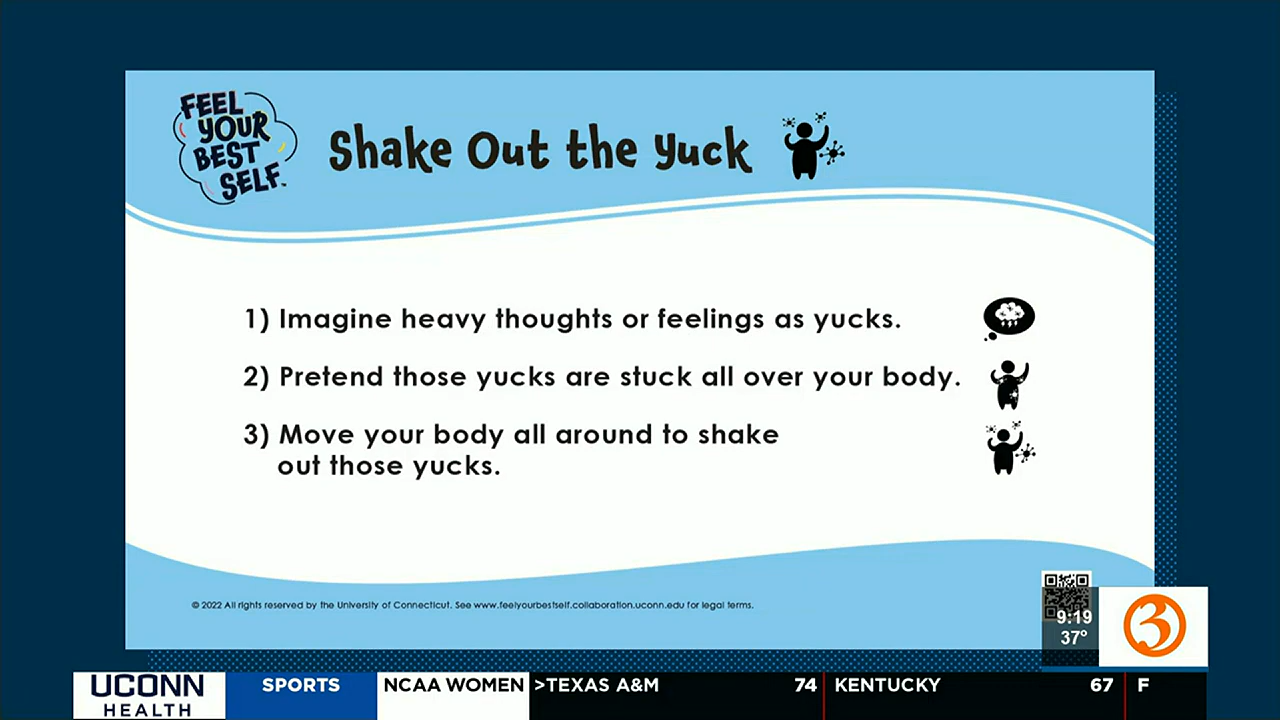 FEEL
YOUR
BEST
SELF™
Shake Out the Yuck
1) Imagine heavy thoughts or feelings as yucks.
2) Pretend those yucks are stuck all over your body.
3) Move your body all around to shake
out those yucks.
© 2022 All rights reserved by the University of Connecticut. See www.feelyourbestself.collaboration.uconn.edu for legal terms.
9:19
37°
3
UCONN
HEALTH
SPORTS
NCAA WOMEN
>TEXAS A&M 74
KENTUCKY 67
F